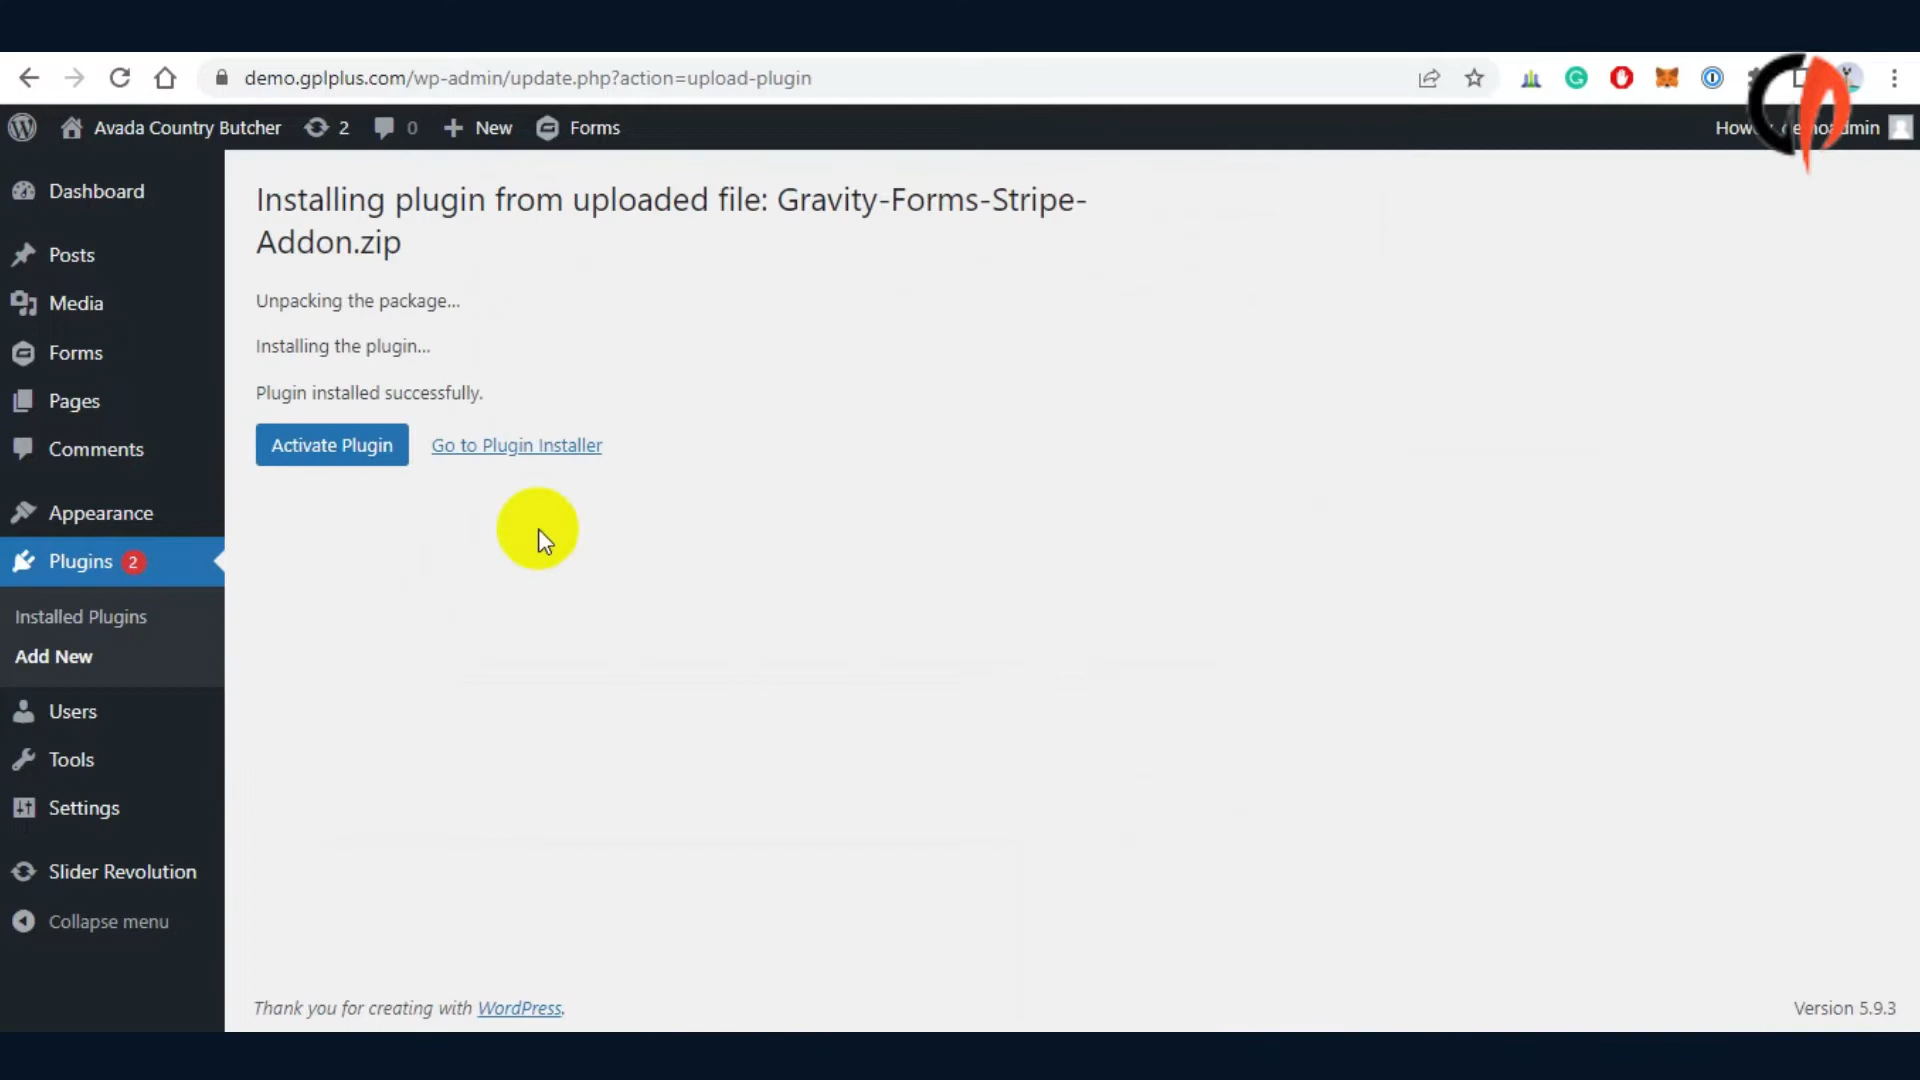 demo.gplplus.com/wp-admin/update.php?action=upload-plugin
Avada Country Butcher 2 0 New Forms
Dashboard
Posts
Media
Forms
Pages
Comments
Appearance
Plugins 2
Installed Plugins
Add New
Users
Tools
Settings
Slider Revolution
Collapse menu
Installing plugin from uploaded file: Gravity-Forms-Stripe-
Addon.zip
Unpacking the package...
Installing the plugin...
Plugin installed successfully.
Activate Plugin Go to Plugin Installer
Thank you for creating with WordPress.
Version 5.9.3